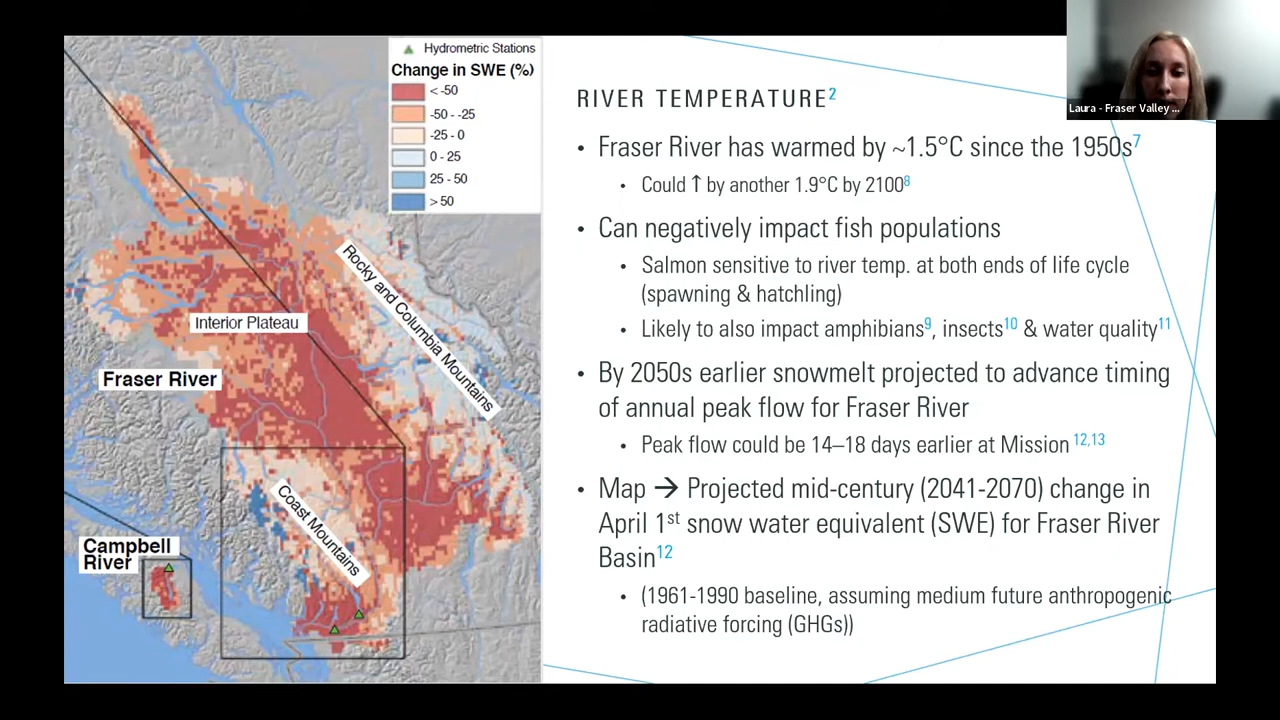 Hydrometric Stations
Change in SWE (%)
< -50
-50 - -25
-25 - 0
0 - 25
25 - 50
> 50
Rocky and Columbia Mountains
Interior Plateau
Fraser River
Coast Mountains
Campbell
River
Laura - Fraser Valley ...
RIVER TEMPERATURE2
• Fraser River has warmed by ~1.5°C since the 1950s7
• Could ↑ by another 1.9°C by 21008
• Can negatively impact fish populations
• Salmon sensitive to river temp. at both ends of life cycle
(spawning & hatchling)
• Likely to also impact amphibians9, insects10 & water quality11
• By 2050s earlier snowmelt projected to advance timing
of annual peak flow for Fraser River
• Peak flow could be 14–18 days earlier at Mission 12,13
• Map → Projected mid-century (2041-2070) change in
April 1st snow water equivalent (SWE) for Fraser River
Basin12
• (1961-1990 baseline, assuming medium future anthropogenic
radiative forcing (GHGs))